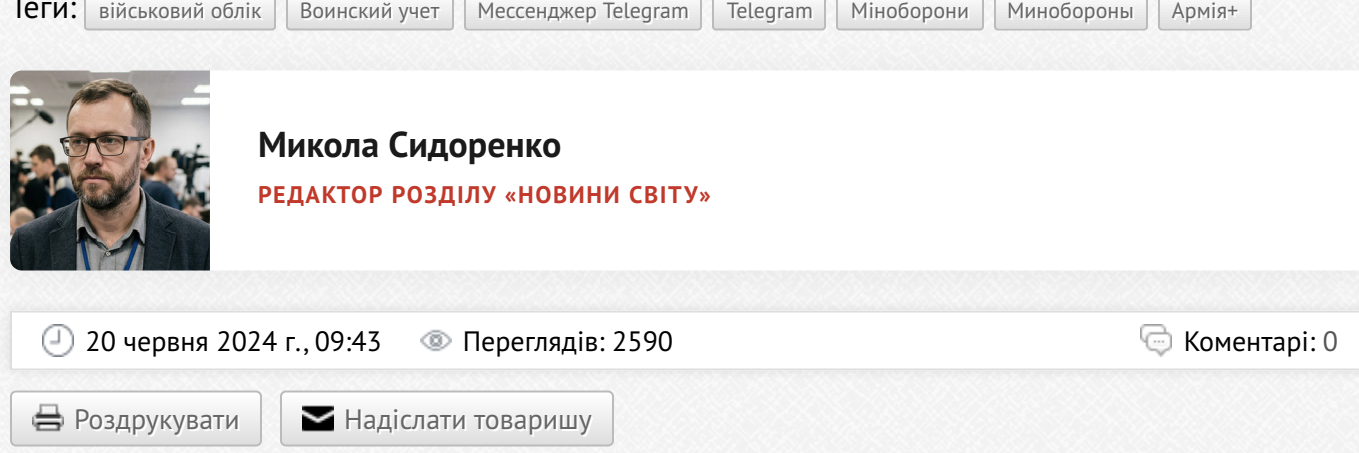 Теги: військовий облік Воинский учет Мессенджер Telegram Telegram Міноборони Минобороны Армія+
Микола Сидоренко
РЕДАКТОР РОЗДІЛУ «НОВИНИ СВІТУ»
20 червня 2024 г., 09:43 Переглядів: 2590 Коментарі: 0
Роздрукувати Надіслати товаришу